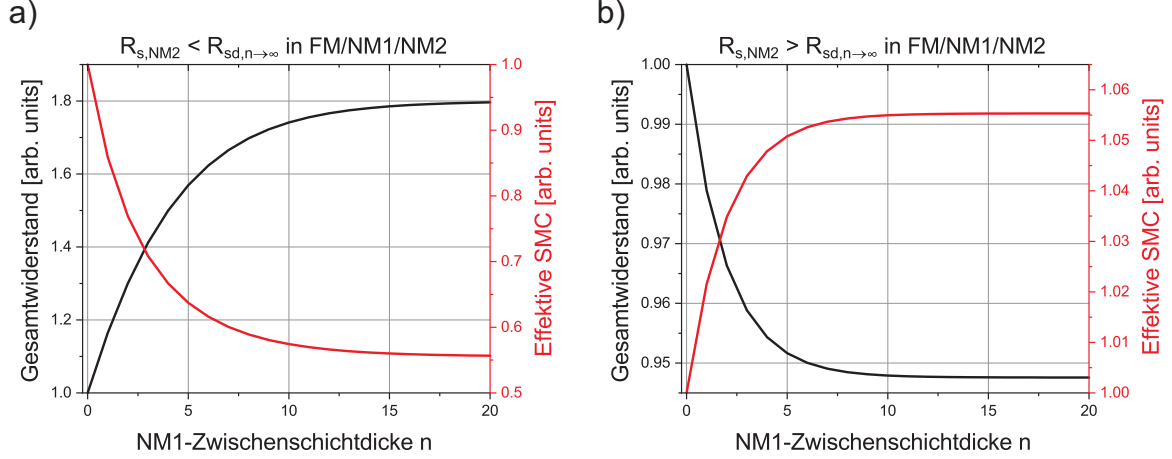 a)
R_s,NM2 < R_sd,n→∞ in FM/NM1/NM2
Gesamtwiderstand [arb. units]
1.8
1.6
1.4
1.2
1.0
1.0
0.9
0.8
0.7
0.6
0.5
Effektive SMC [arb. units]
0 5 10 15 20
NM1-Zwischenschichtdicke n
b)
R_s,NM2 > R_sd,n→∞ in FM/NM1/NM2
Gesamtwiderstand [arb. units]
1.00
0.99
0.98
0.97
0.96
0.95
1.06
1.05
1.04
1.03
1.02
1.01
1.00
Effektive SMC [arb. units]
0 5 10 15 20
NM1-Zwischenschichtdicke n